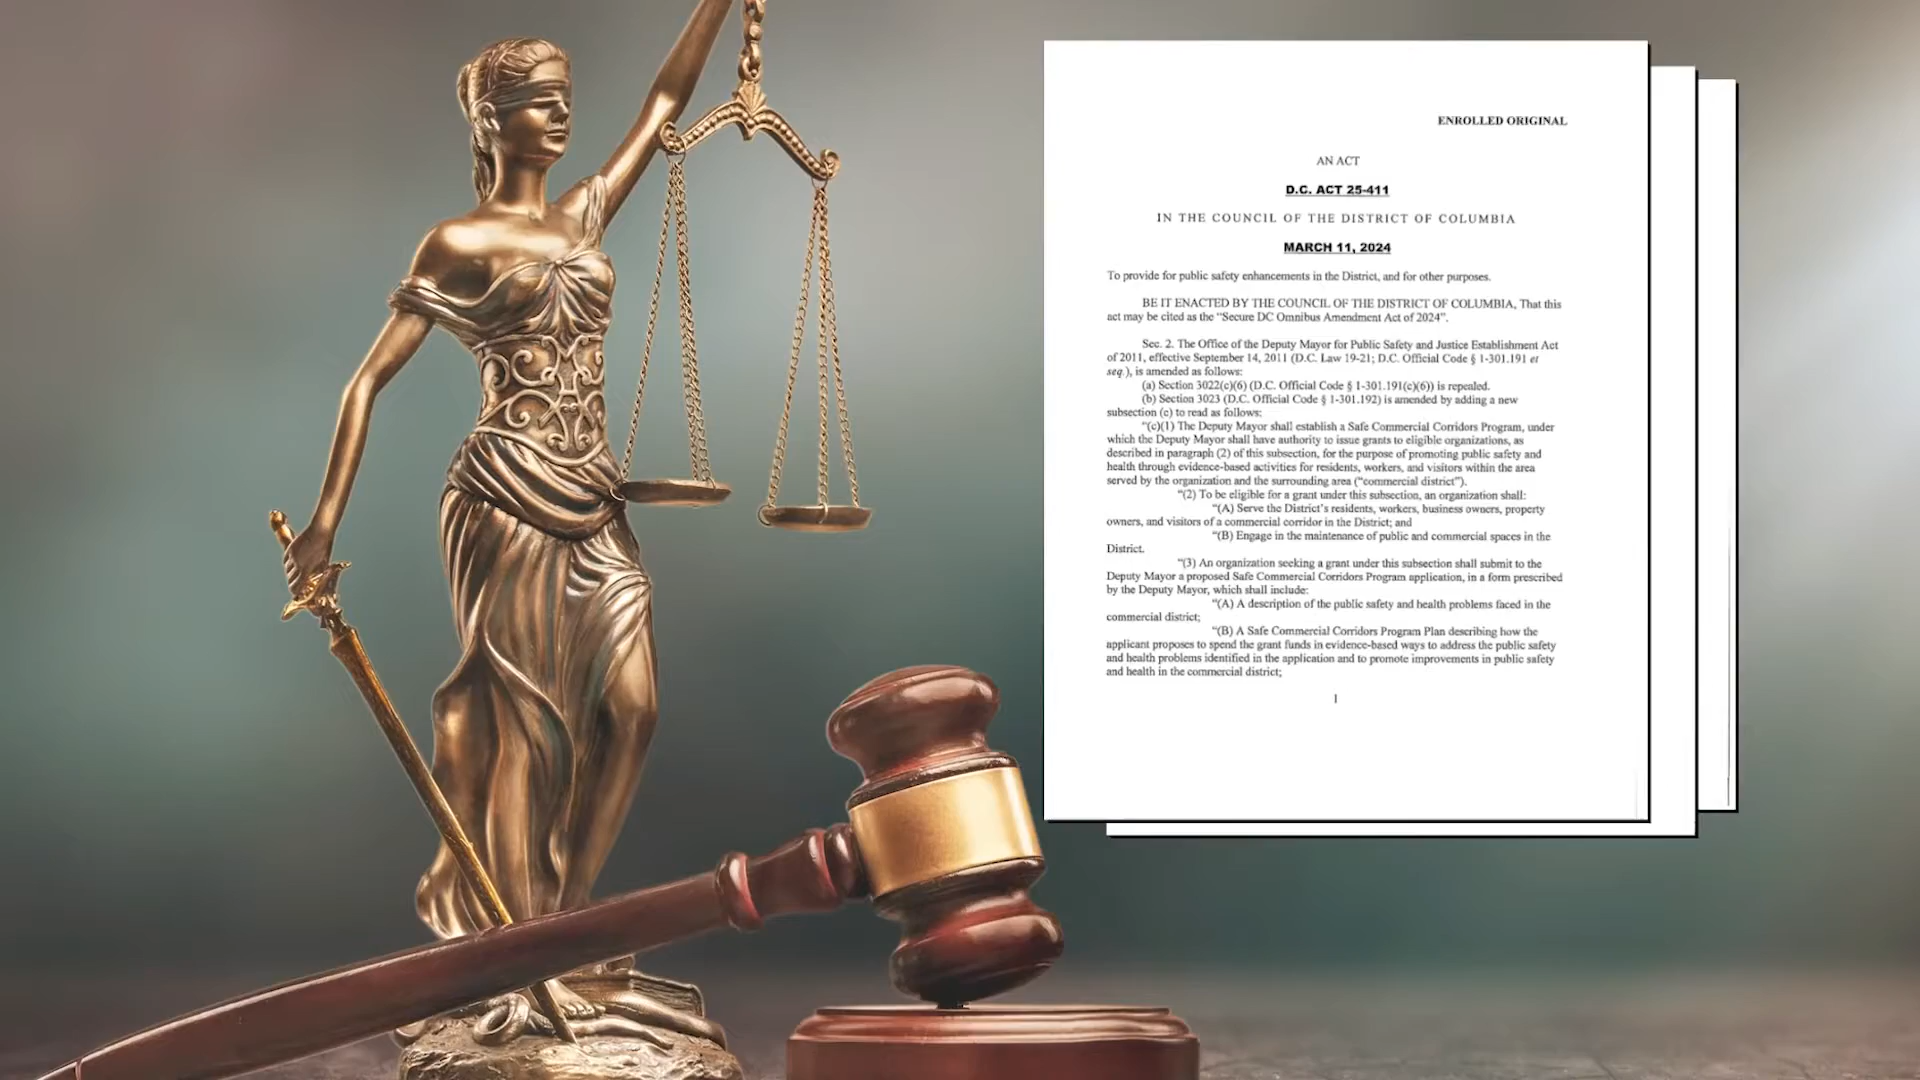 ENROLLED ORIGINAL
AN ACT
D.C. ACT 25-411
IN THE COUNCIL OF THE DISTRICT OF COLUMBIA
MARCH 11, 2024
To provide for public safety enhancements in the District, and for other purposes.
BE IT ENACTED BY THE COUNCIL OF THE DISTRICT OF COLUMBIA, That this
act may be cited as the "Secure DC Omnibus Amendment Act of 2024".
Sec. 2. The Office of the Deputy Mayor for Public Safety and Justice Establishment Act
of 2011, effective September 14, 2011 (D.C. Law 19-21; D.C. Official Code § 1-301.191 et
seq.), is amended as follows:
(a) Section 3022(c)(6) (D.C. Official Code § 1-301.191(c)(6)) is repealed.
(b) Section 3023 (D.C. Official Code § 1-301.192) is amended by adding a new
subsection (c) to read as follows:
"(c)(1) The Deputy Mayor shall establish a Safe Commercial Corridors Program, under
which the Deputy Mayor shall have authority to issue grants to eligible organizations, as
described in paragraph (2) of this subsection, for the purpose of promoting public safety and
health through evidence-based activities for residents, workers, and visitors within the area
served by the organization and the surrounding area ("commercial district").
"(2) To be eligible for a grant under this subsection, an organization shall:
"(A) Serve the District's residents, workers, business owners, property
owners, and visitors of a commercial corridor in the District; and
"(B) Engage in the maintenance of public and commercial spaces in the
District.
"(3) An organization seeking a grant under this subsection shall submit to the
Deputy Mayor a proposed Safe Commercial Corridors Program application, in a form prescribed
by the Deputy Mayor, which shall include:
"(A) A description of the public safety and health problems faced in the
commercial district;
"(B) A Safe Commercial Corridors Program Plan describing how the
applicant proposes to spend the grant funds in evidence-based ways to address the public safety
and health problems identified in the application and to promote improvements in public safety
and health in the commercial district;
1